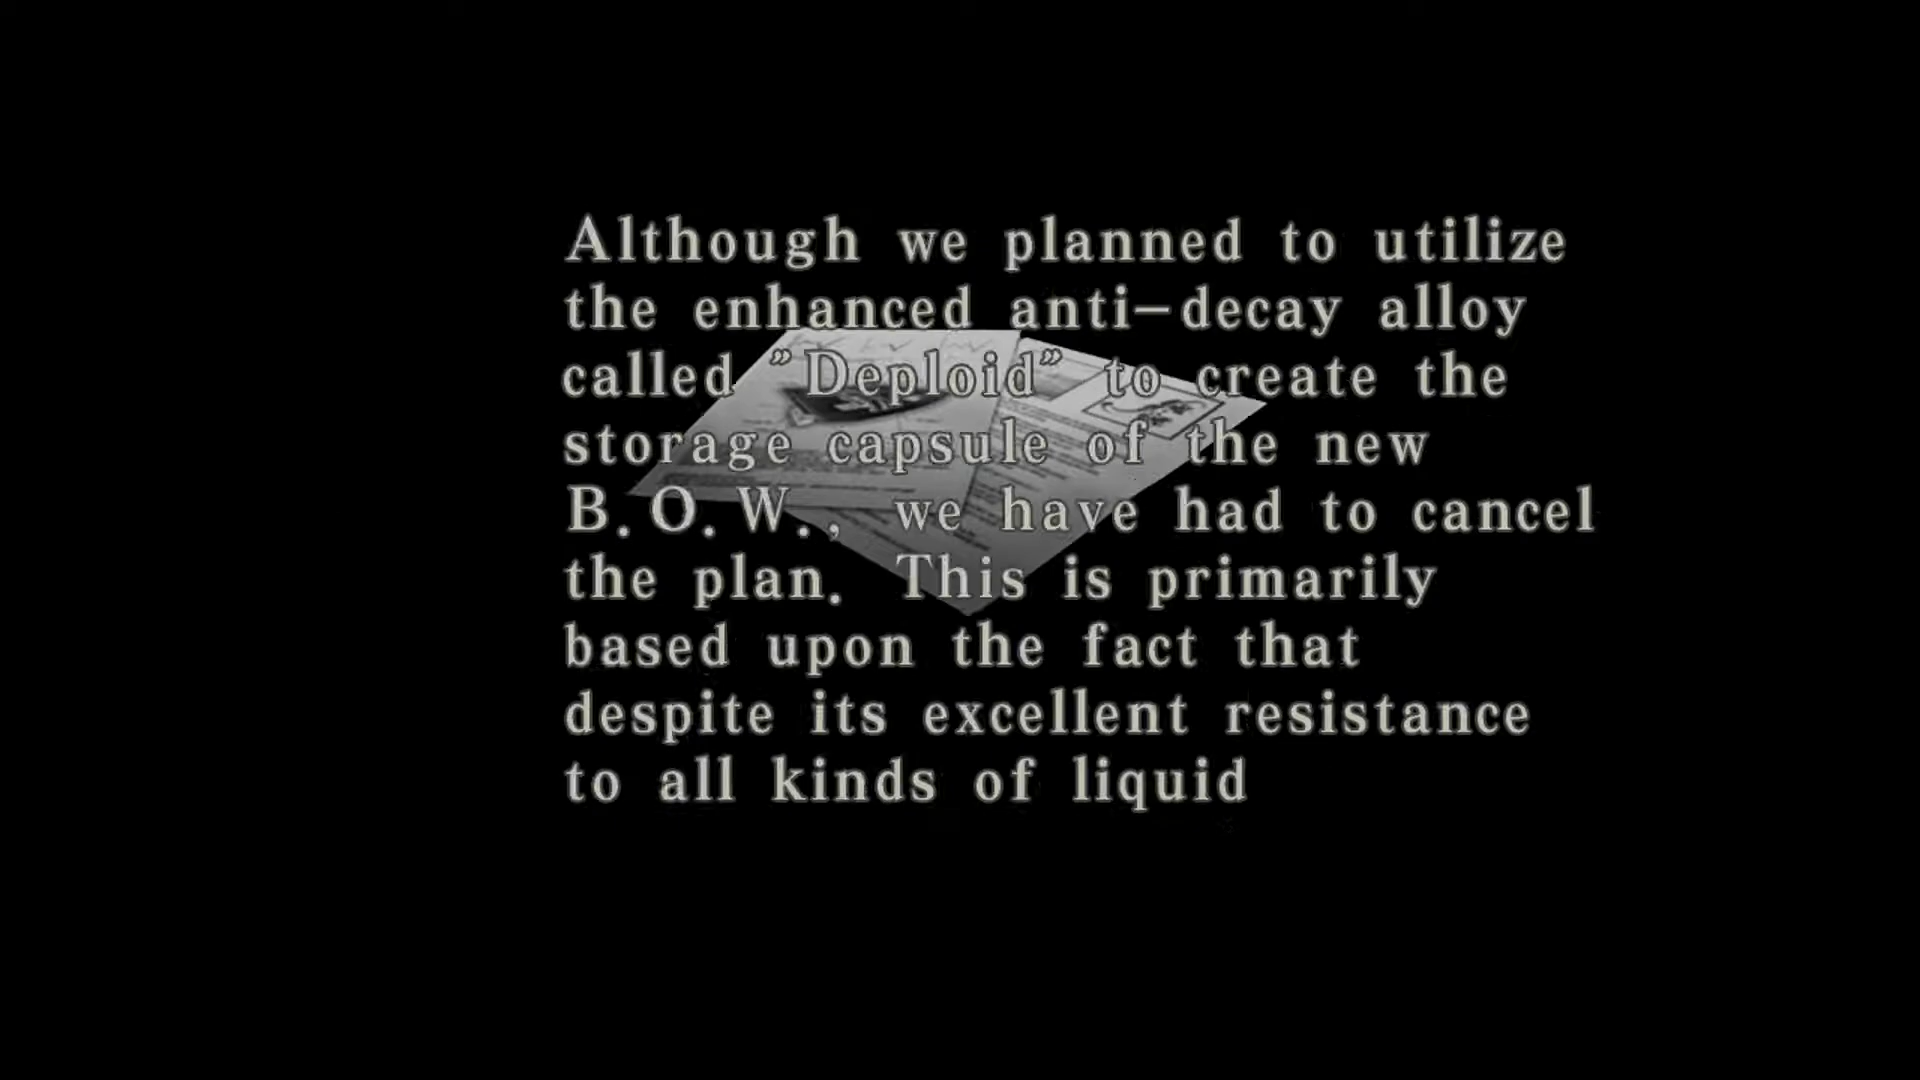 Although we planned to utilize
the enhanced anti-decay alloy
called "Deploid" to create the
storage capsule of the new
B.O.W., we have had to cancel
the plan. This is primarily
based upon the fact that
despite its excellent resistance
to all kinds of liquid